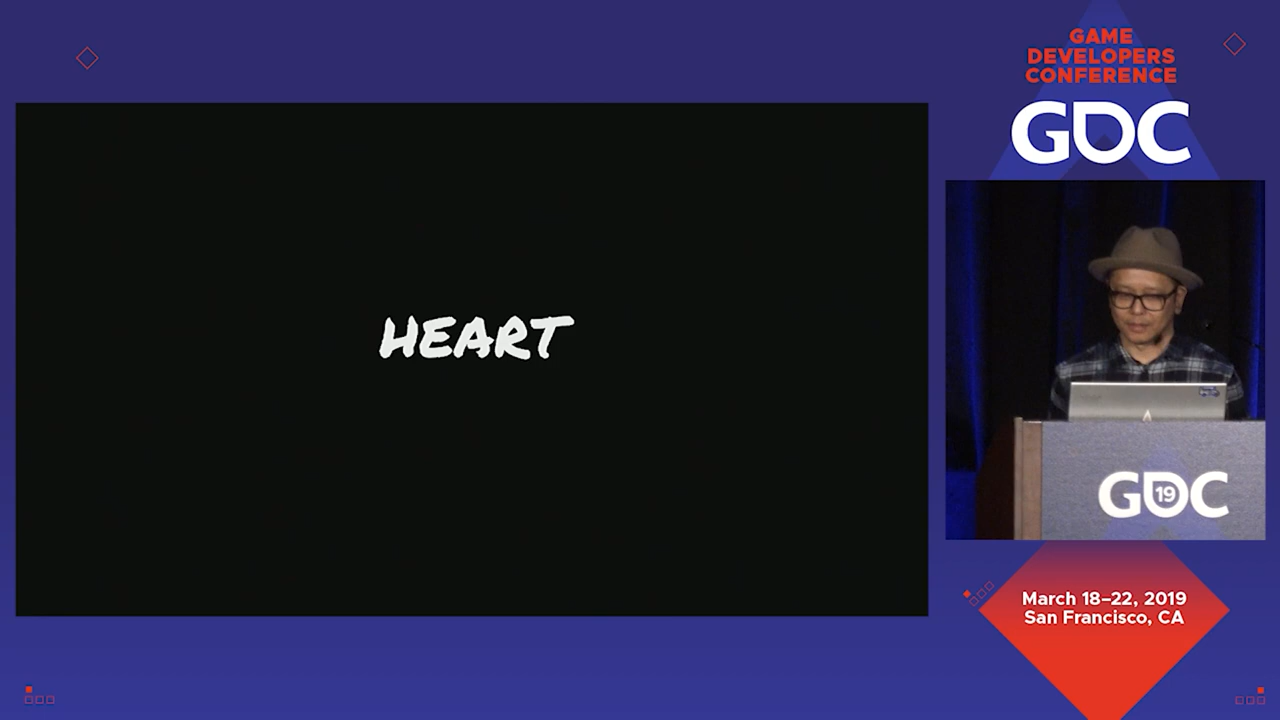 HEART
GAME
DEVELOPERS
CONFERENCE
GDC
GDC
19
March 18–22, 2019
San Francisco, CA